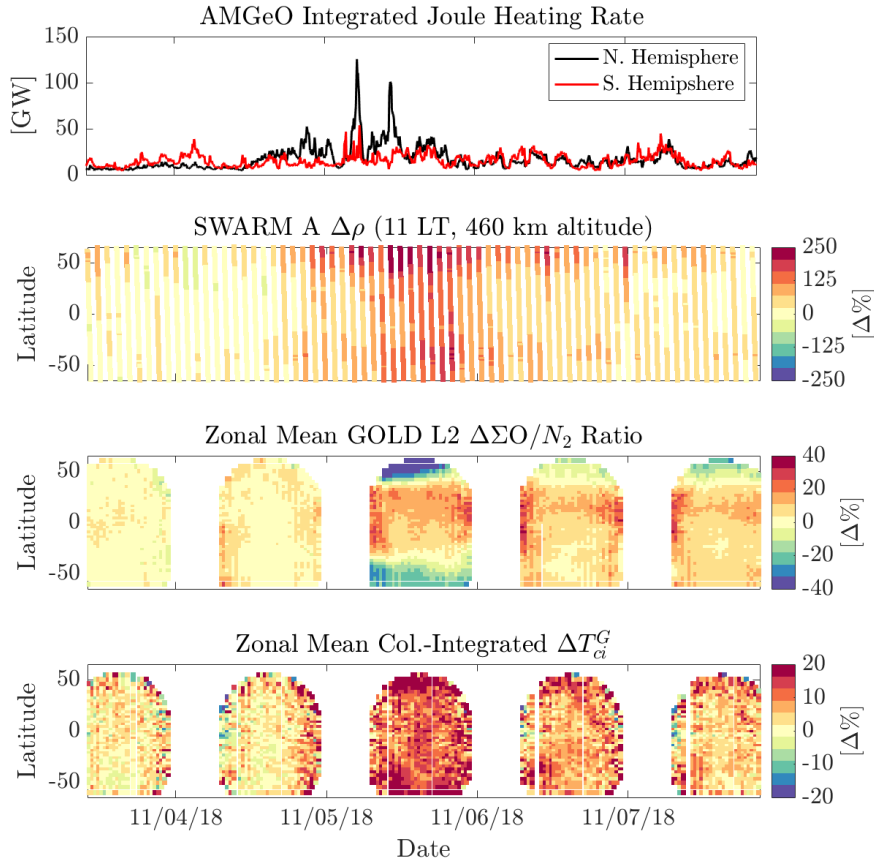 AMGeO Integrated Joule Heating Rate
150
100
50
0
[GW]
N. Hemisphere
S. Hemipshere
SWARM A Δρ (11 LT, 460 km altitude)
50
0
-50
Latitude
250
125
0
-125
-250
[Δ%]
Zonal Mean GOLD L2 ΔΣO/N₂ Ratio
50
0
-50
Latitude
40
20
0
-20
-40
[Δ%]
Zonal Mean Col.-Integrated ΔT_{ci}^{G}
50
0
-50
Latitude
20
10
0
-10
-20
[Δ%]
11/04/18 11/05/18 11/06/18 11/07/18
Date